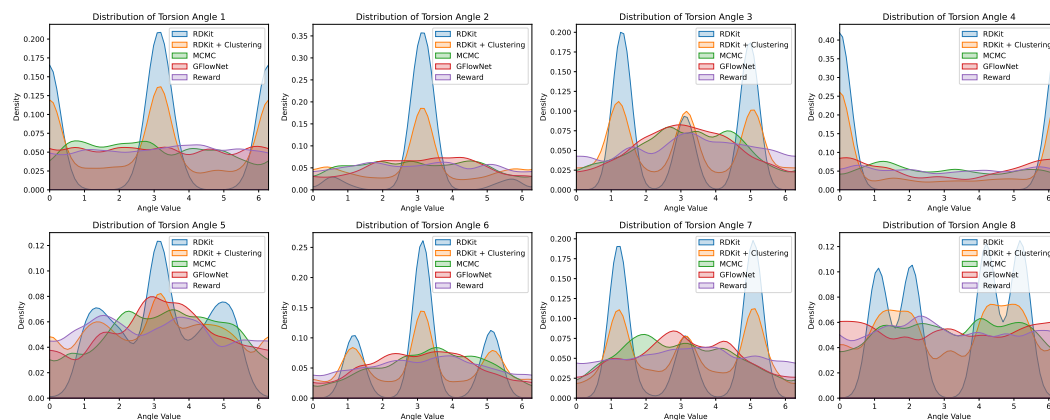 Distribution of Torsion Angle 1
0.200
0.175
0.150
0.125
0.100
0.075
0.050
0.025
0.000
Density
RDKit
RDKit + Clustering
MCMC
GFlowNet
Reward
0 1 2 3 4 5 6
Angle Value
Distribution of Torsion Angle 2
0.35
0.30
0.25
0.20
0.15
0.10
0.05
0.00
Density
RDKit
RDKit + Clustering
MCMC
GFlowNet
Reward
0 1 2 3 4 5 6
Angle Value
Distribution of Torsion Angle 3
0.200
0.175
0.150
0.125
0.100
0.075
0.050
0.025
0.000
Density
RDKit
RDKit + Clustering
MCMC
GFlowNet
Reward
0 1 2 3 4 5 6
Angle Value
Distribution of Torsion Angle 4
0.40
0.30
0.25
0.20
0.15
0.10
0.05
0.00
Density
RDKit
RDKit + Clustering
MCMC
GFlowNet
Reward
0 1 2 3 4 5 6
Angle Value
Distribution of Torsion Angle 5
0.12
0.10
0.08
0.06
0.04
0.02
0.00
Density
RDKit
RDKit + Clustering
MCMC
GFlowNet
Reward
0 1 2 3 4 5 6
Angle Value
Distribution of Torsion Angle 6
0.25
0.20
0.15
0.10
0.05
0.00
Density
RDKit
RDKit + Clustering
MCMC
GFlowNet
Reward
0 1 2 3 4 5 6
Angle Value
Distribution of Torsion Angle 7
0.200
0.175
0.150
0.125
0.100
0.075
0.050
0.025
0.000
Density
RDKit
RDKit + Clustering
MCMC
GFlowNet
Reward
0 1 2 3 4 5 6
Angle Value
Distribution of Torsion Angle 8
0.12
0.10
0.08
0.06
0.04
0.02
0.00
Density
RDKit
RDKit + Clustering
MCMC
GFlowNet
Reward
0 1 2 3 4 5 6
Angle Value